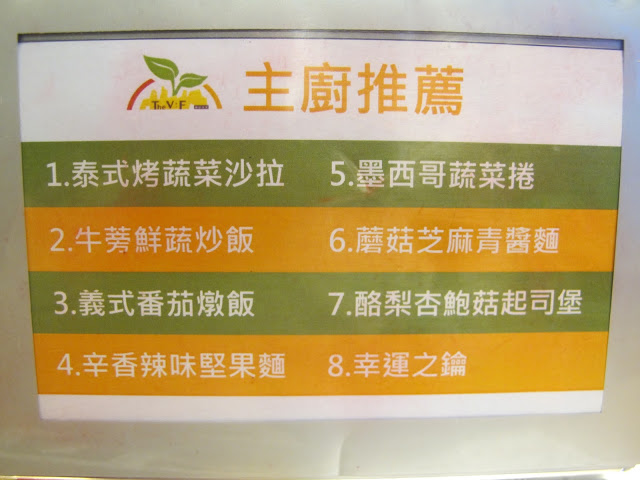 The V·F
主廚推薦
1.泰式烤蔬菜沙拉
2.牛蒡鮮蔬炒飯
3.義式番茄燉飯
4.辛香辣味堅果麵
5.墨西哥蔬菜捲
6.蘑菇芝麻青醬麵
7.酪梨杏鮑菇起司堡
8.幸運之鑰